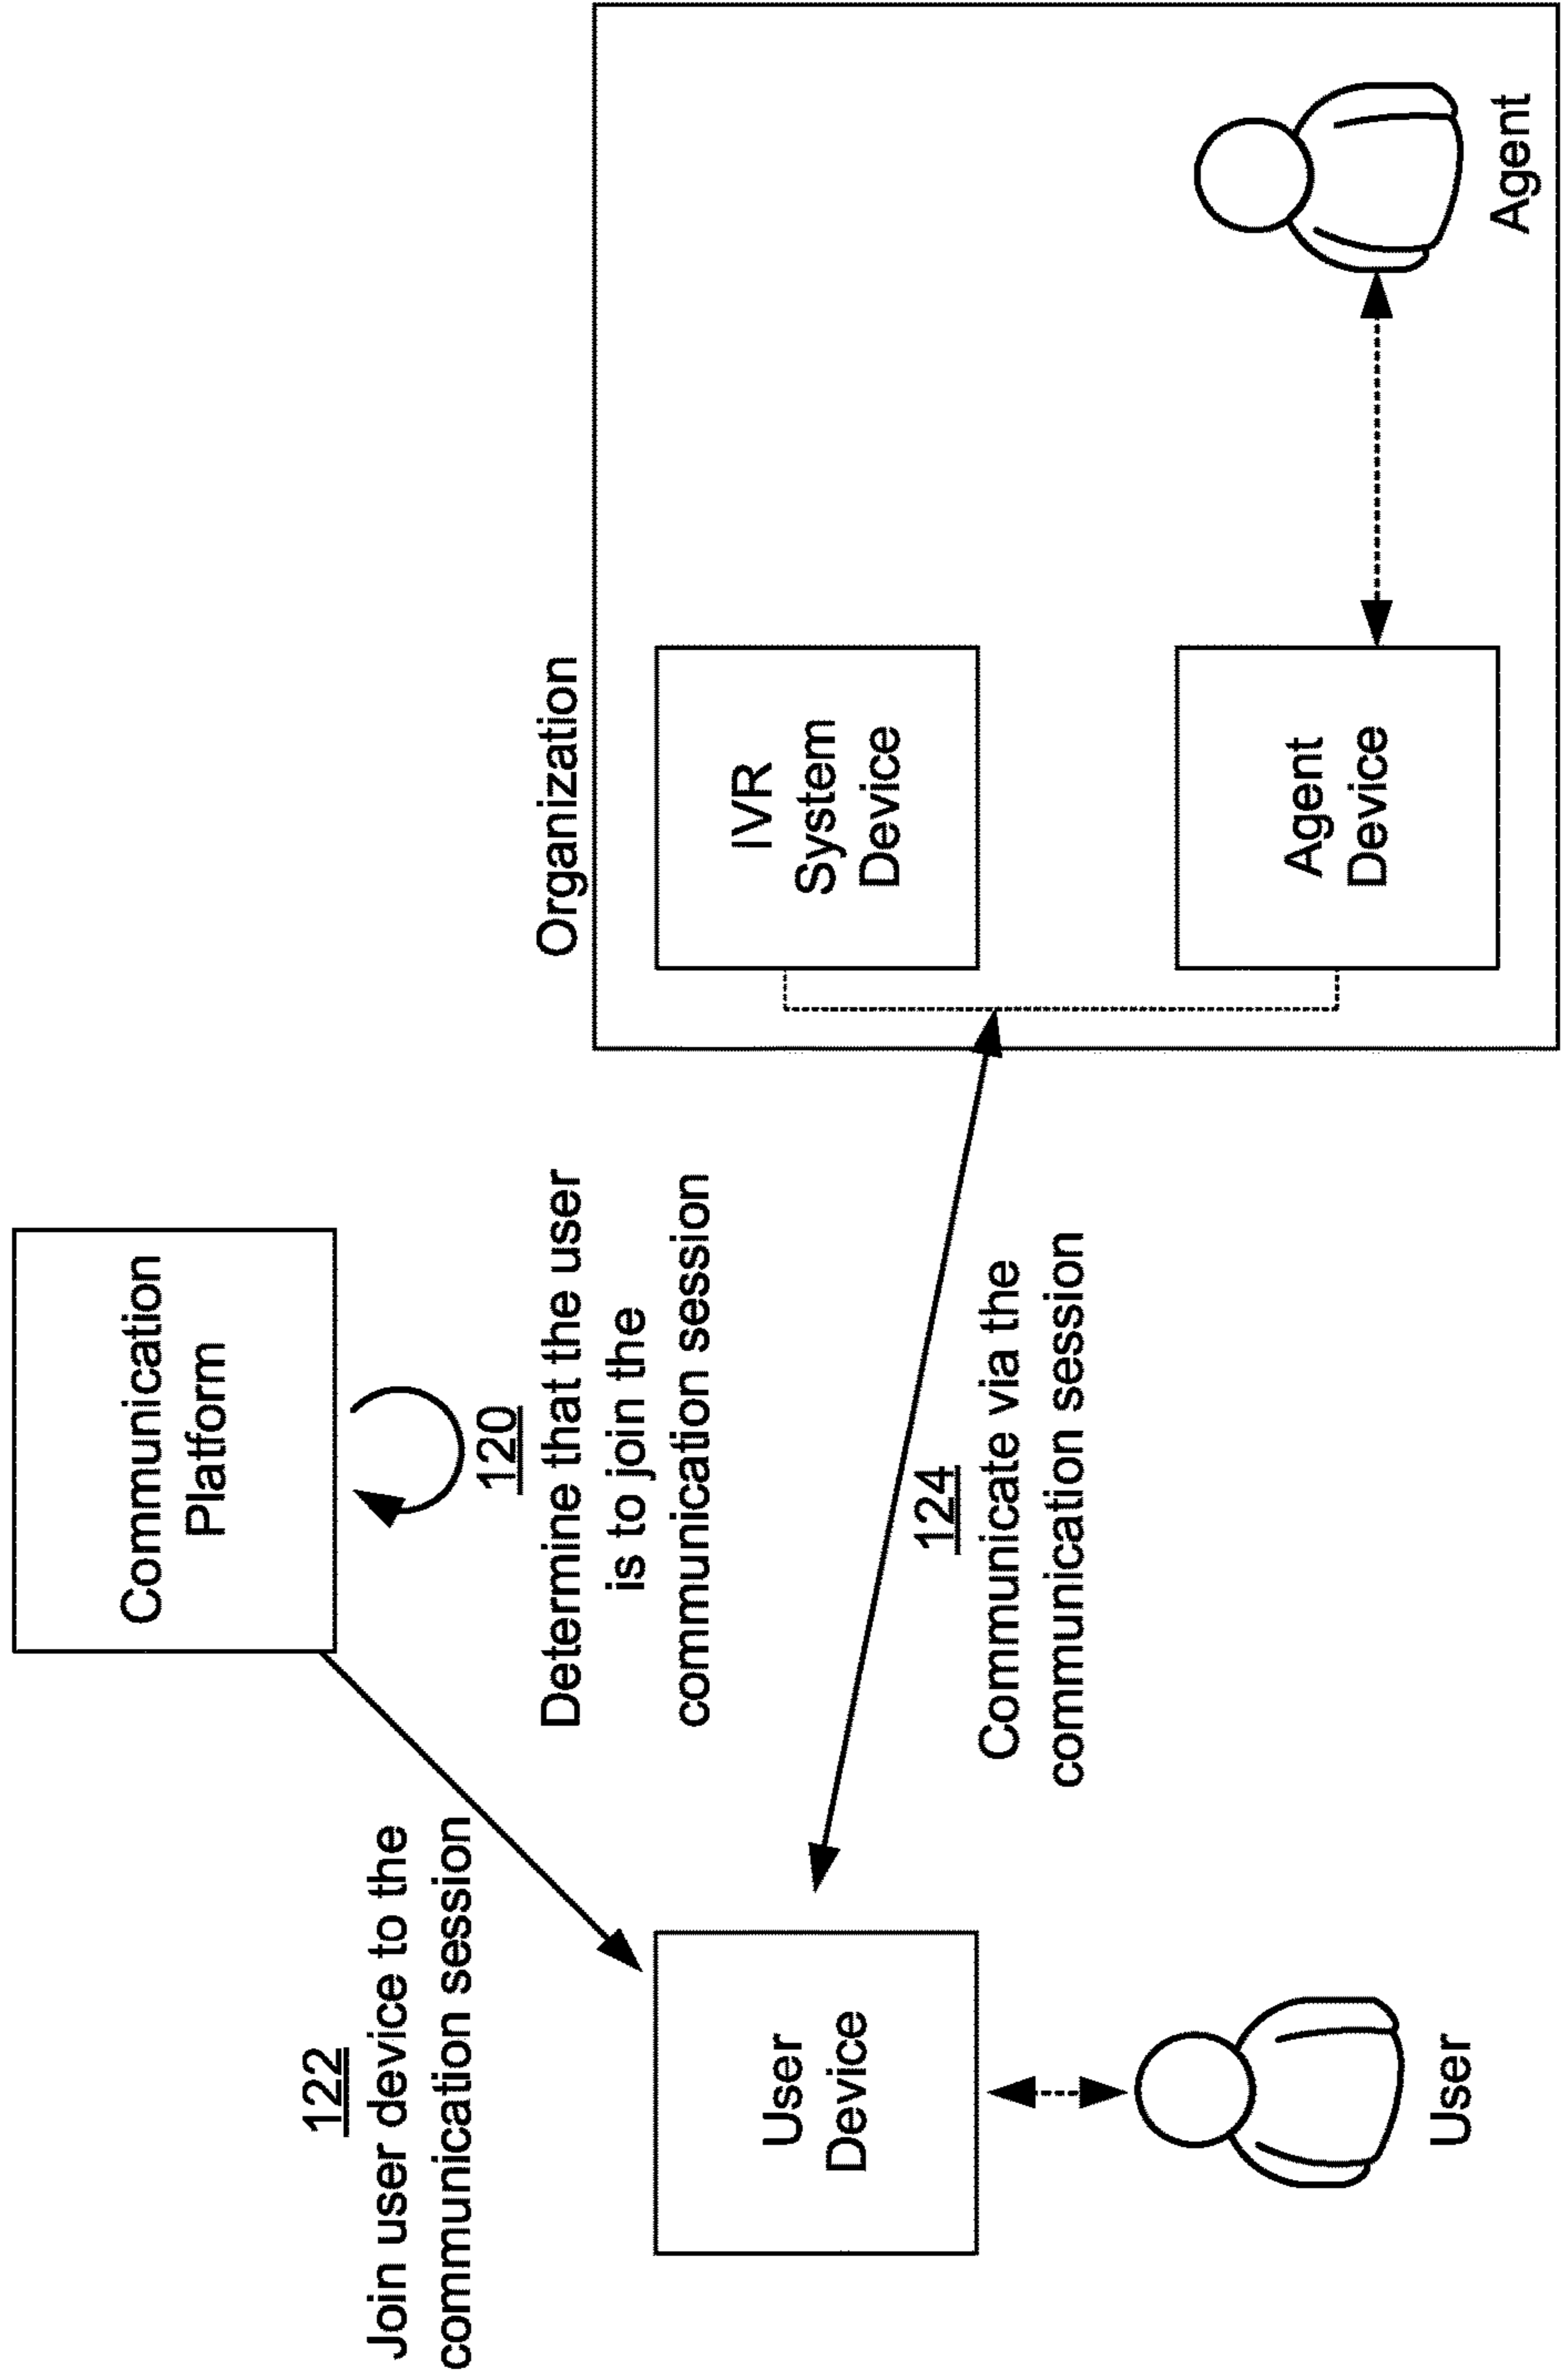 Communication
Platform
122
Join user device to the
communication session
120
Determine that the user
is to join the
communication session
Organization
User
Device
124
Communicate via the
communication session
IVR
System
Device
Agent
Device
User
Agent